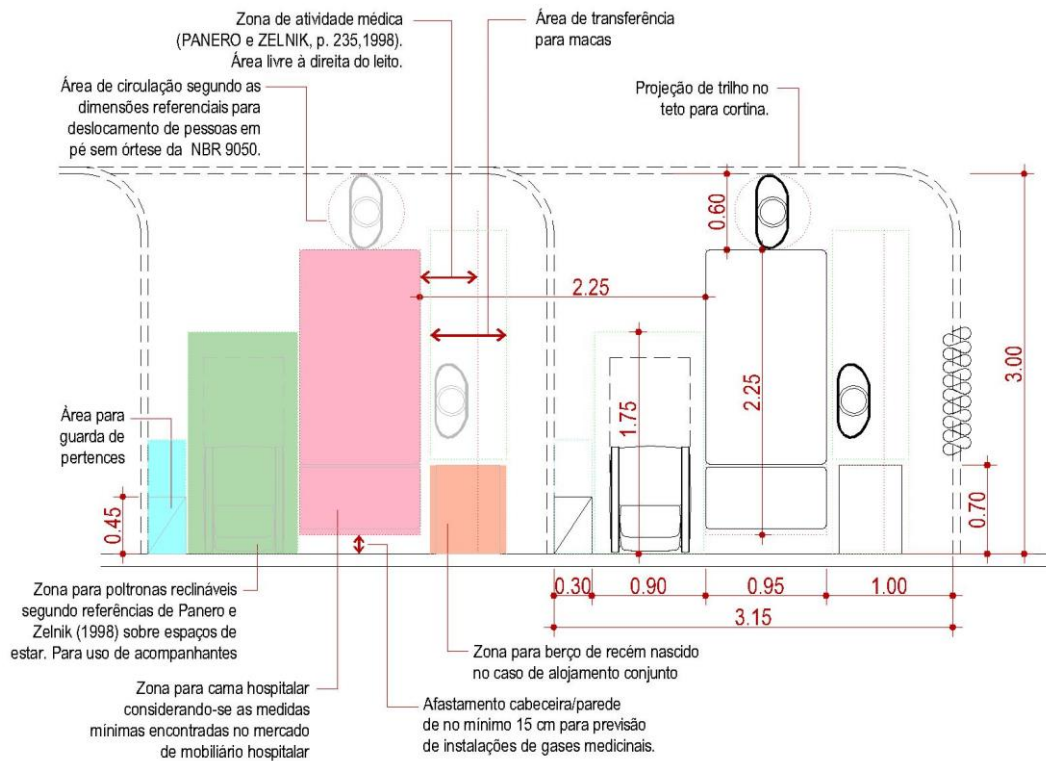 Zona de atividade médica
(PANERO e ZELNIK, p. 235,1998).
Área livre à direita do leito.
Área de transferência
para macas
Área de circulação segundo as
dimensões referenciais para
deslocamento de pessoas em
pé sem órtese da NBR 9050.
Projeção de trilho no
teto para cortina.
0.60
2.25
3.00
1.75
2.25
Área para
guarda de
pertences
0.45
0.70
0.30
0.90
0.95
1.00
3.15
Zona para poltronas reclináveis
segundo referências de Panero e
Zelnik (1998) sobre espaços de
estar. Para uso de acompanhantes
Zona para berço de recém nascido
no caso de alojamento conjunto
Zona para cama hospitalar
considerando-se as medidas
mínimas encontradas no mercado
de mobiliário hospitalar
Afastamento cabeceira/parede
de no mínimo 15 cm para previsão
de instalações de gases medicinais.